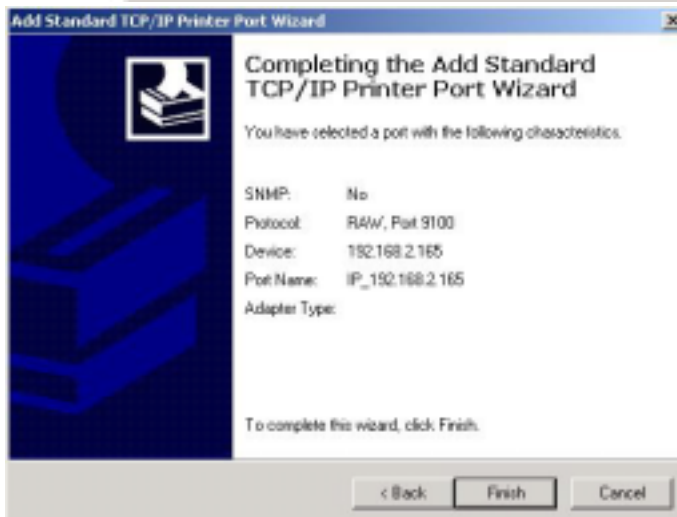 Add Standard TCP/IP Printer Port Wizard
Completing the Add Standard
TCP/IP Printer Port Wizard
You have selected a port with the following characteristics.
SNMP: No
Protocol: RAW, Port 9100
Device: 192.168.2.165
Port Name: IP_192.168.2.165
Adapter Type:
To complete this wizard, click Finish.
< Back Finish Cancel